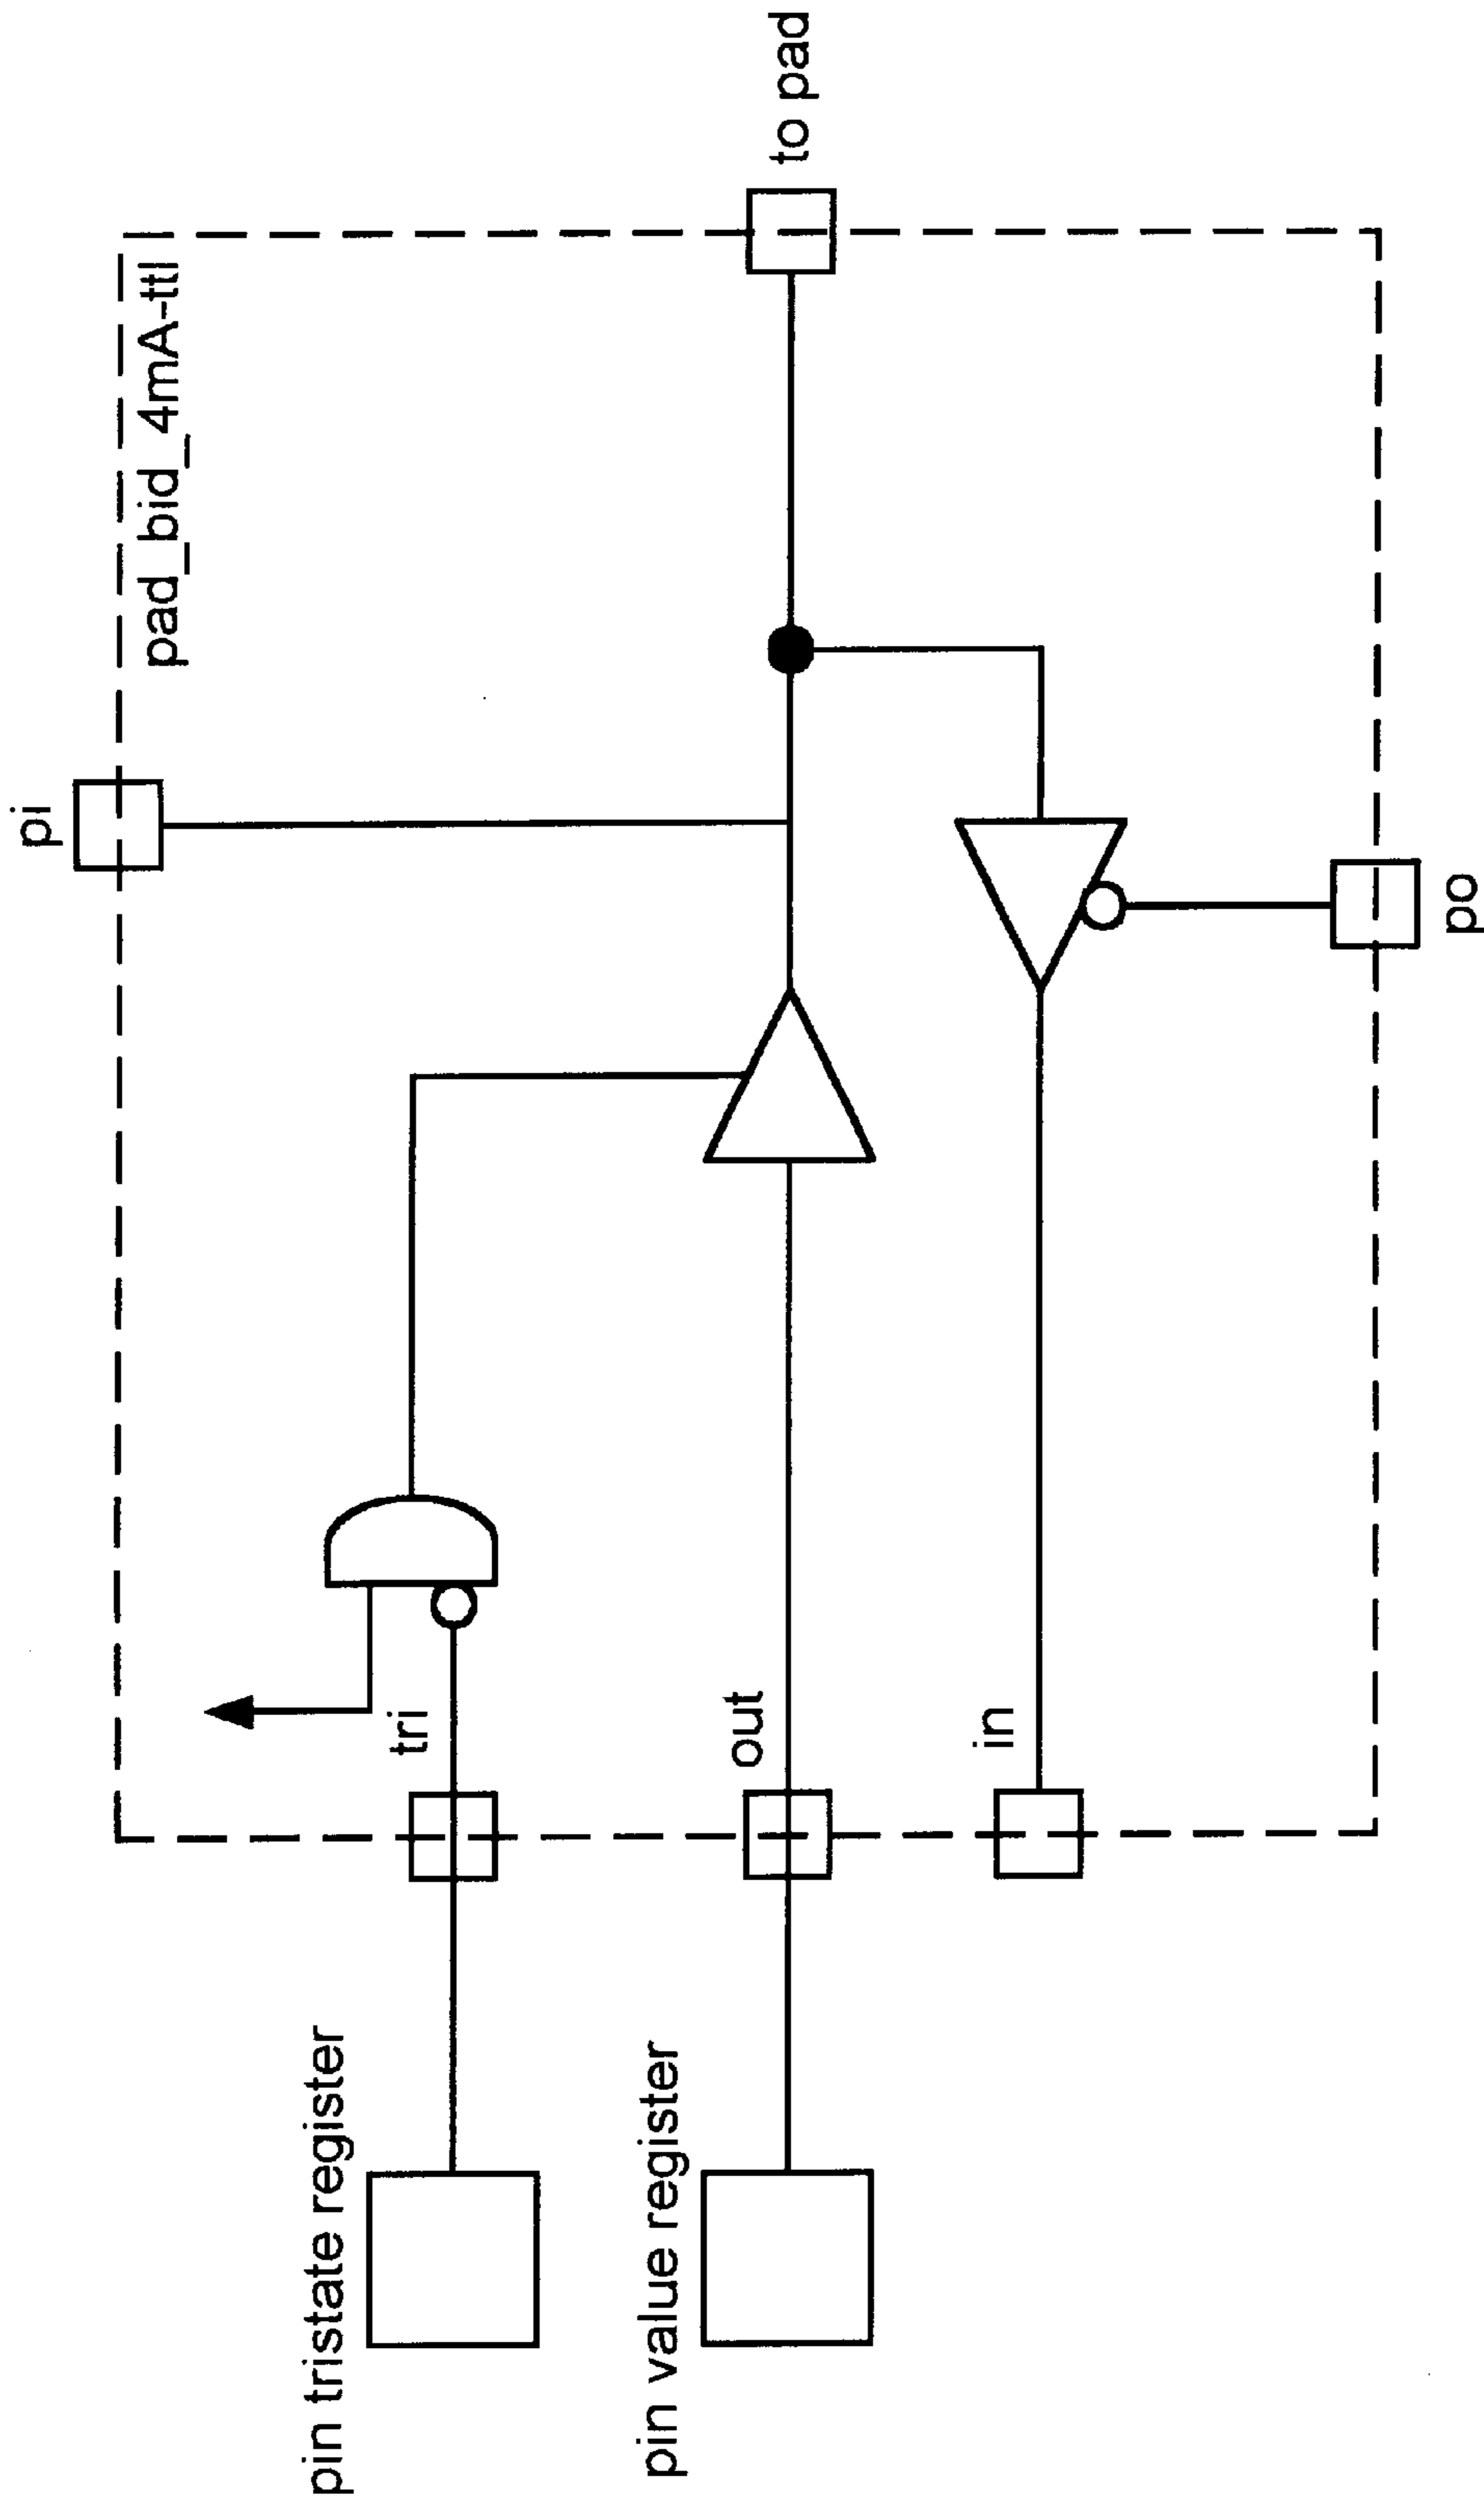 pi
pad_bid_4mA-ttl
tri
pin tristate register
out
to pad
pin value register
in
po